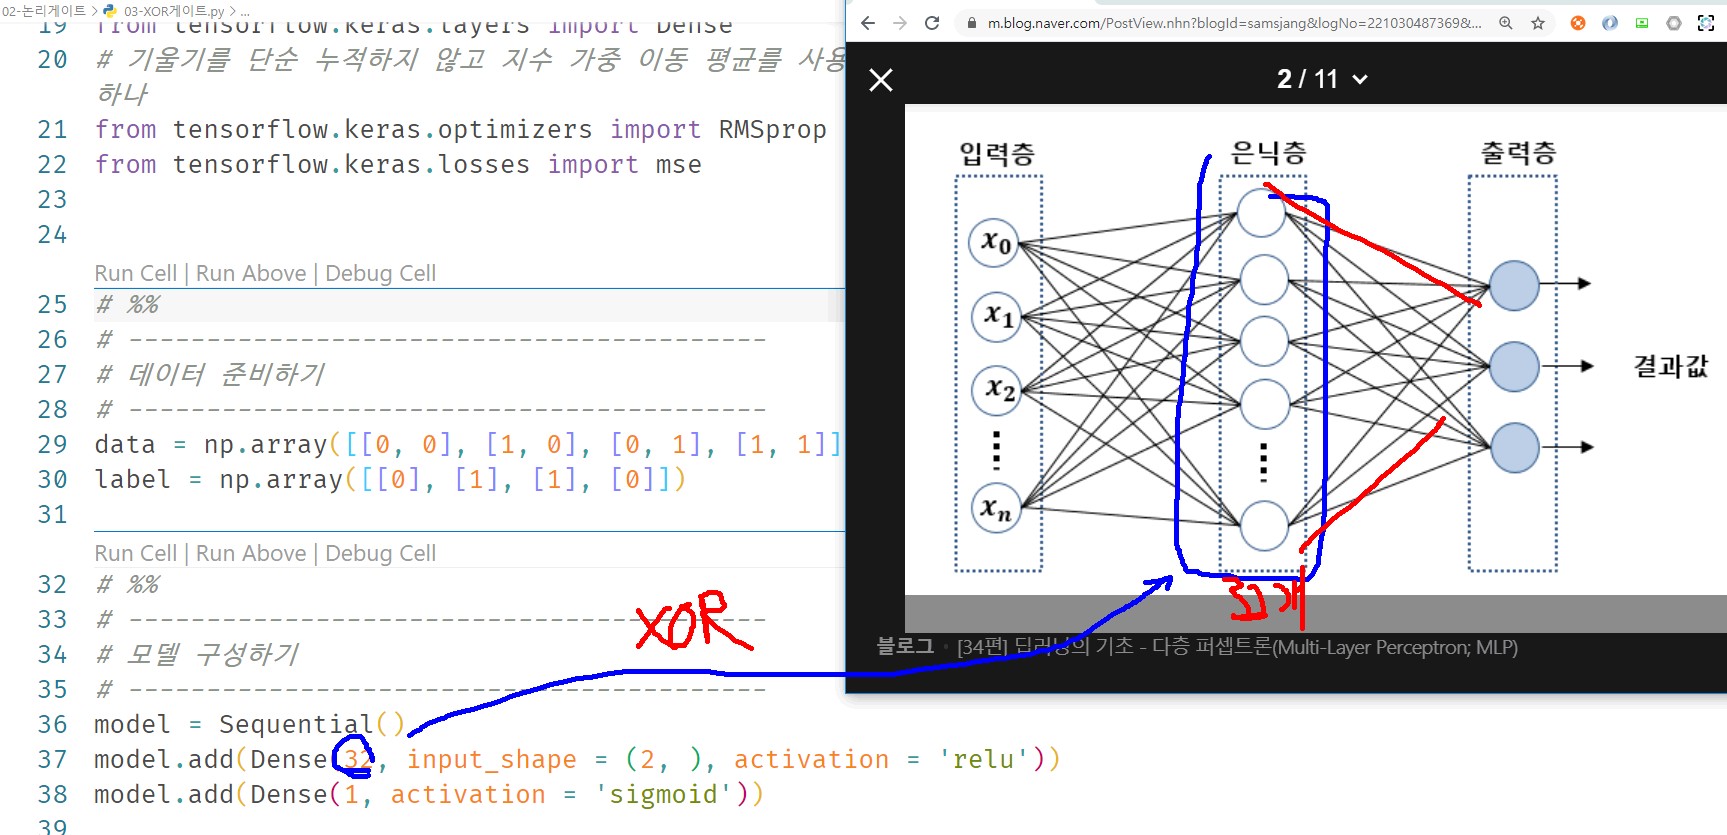 02-논리게이트 > 03-XOR게이트.py > ...
19 from tensorflow.keras.layers import Dense
20 # 기울기를 단순 누적하지 않고 지수 가중 이동 평균를 사용
하나
21 from tensorflow.keras.optimizers import RMSprop
22 from tensorflow.keras.losses import mse
23
24
Run Cell | Run Above | Debug Cell
25 # %%
26 # -----------------------------------------
27 # 데이터 준비하기
28 # -----------------------------------------
29 data = np.array([[0, 0], [1, 0], [0, 1], [1, 1]]
30 label = np.array([[0], [1], [1], [0]])
31
Run Cell | Run Above | Debug Cell
32 # %%
33 # -----------------------------------------
XOR
34 # 모델 구성하기
35 # -----------------------------------------
36 model = Sequential()
37 model.add(Dense(32, input_shape = (2, ), activation = 'relu'))
38 model.add(Dense(1, activation = 'sigmoid'))
39
m.blog.naver.com/PostView.nhn?blogId=samsjang&logNo=221030487369&...
2 / 11
입력층 은닉층 출력층
x0
x1
x2
xn
결과값
블로그 · [34편] 딥러닝의 기초 - 다층 퍼셉트론(Multi-Layer Perceptron; MLP)